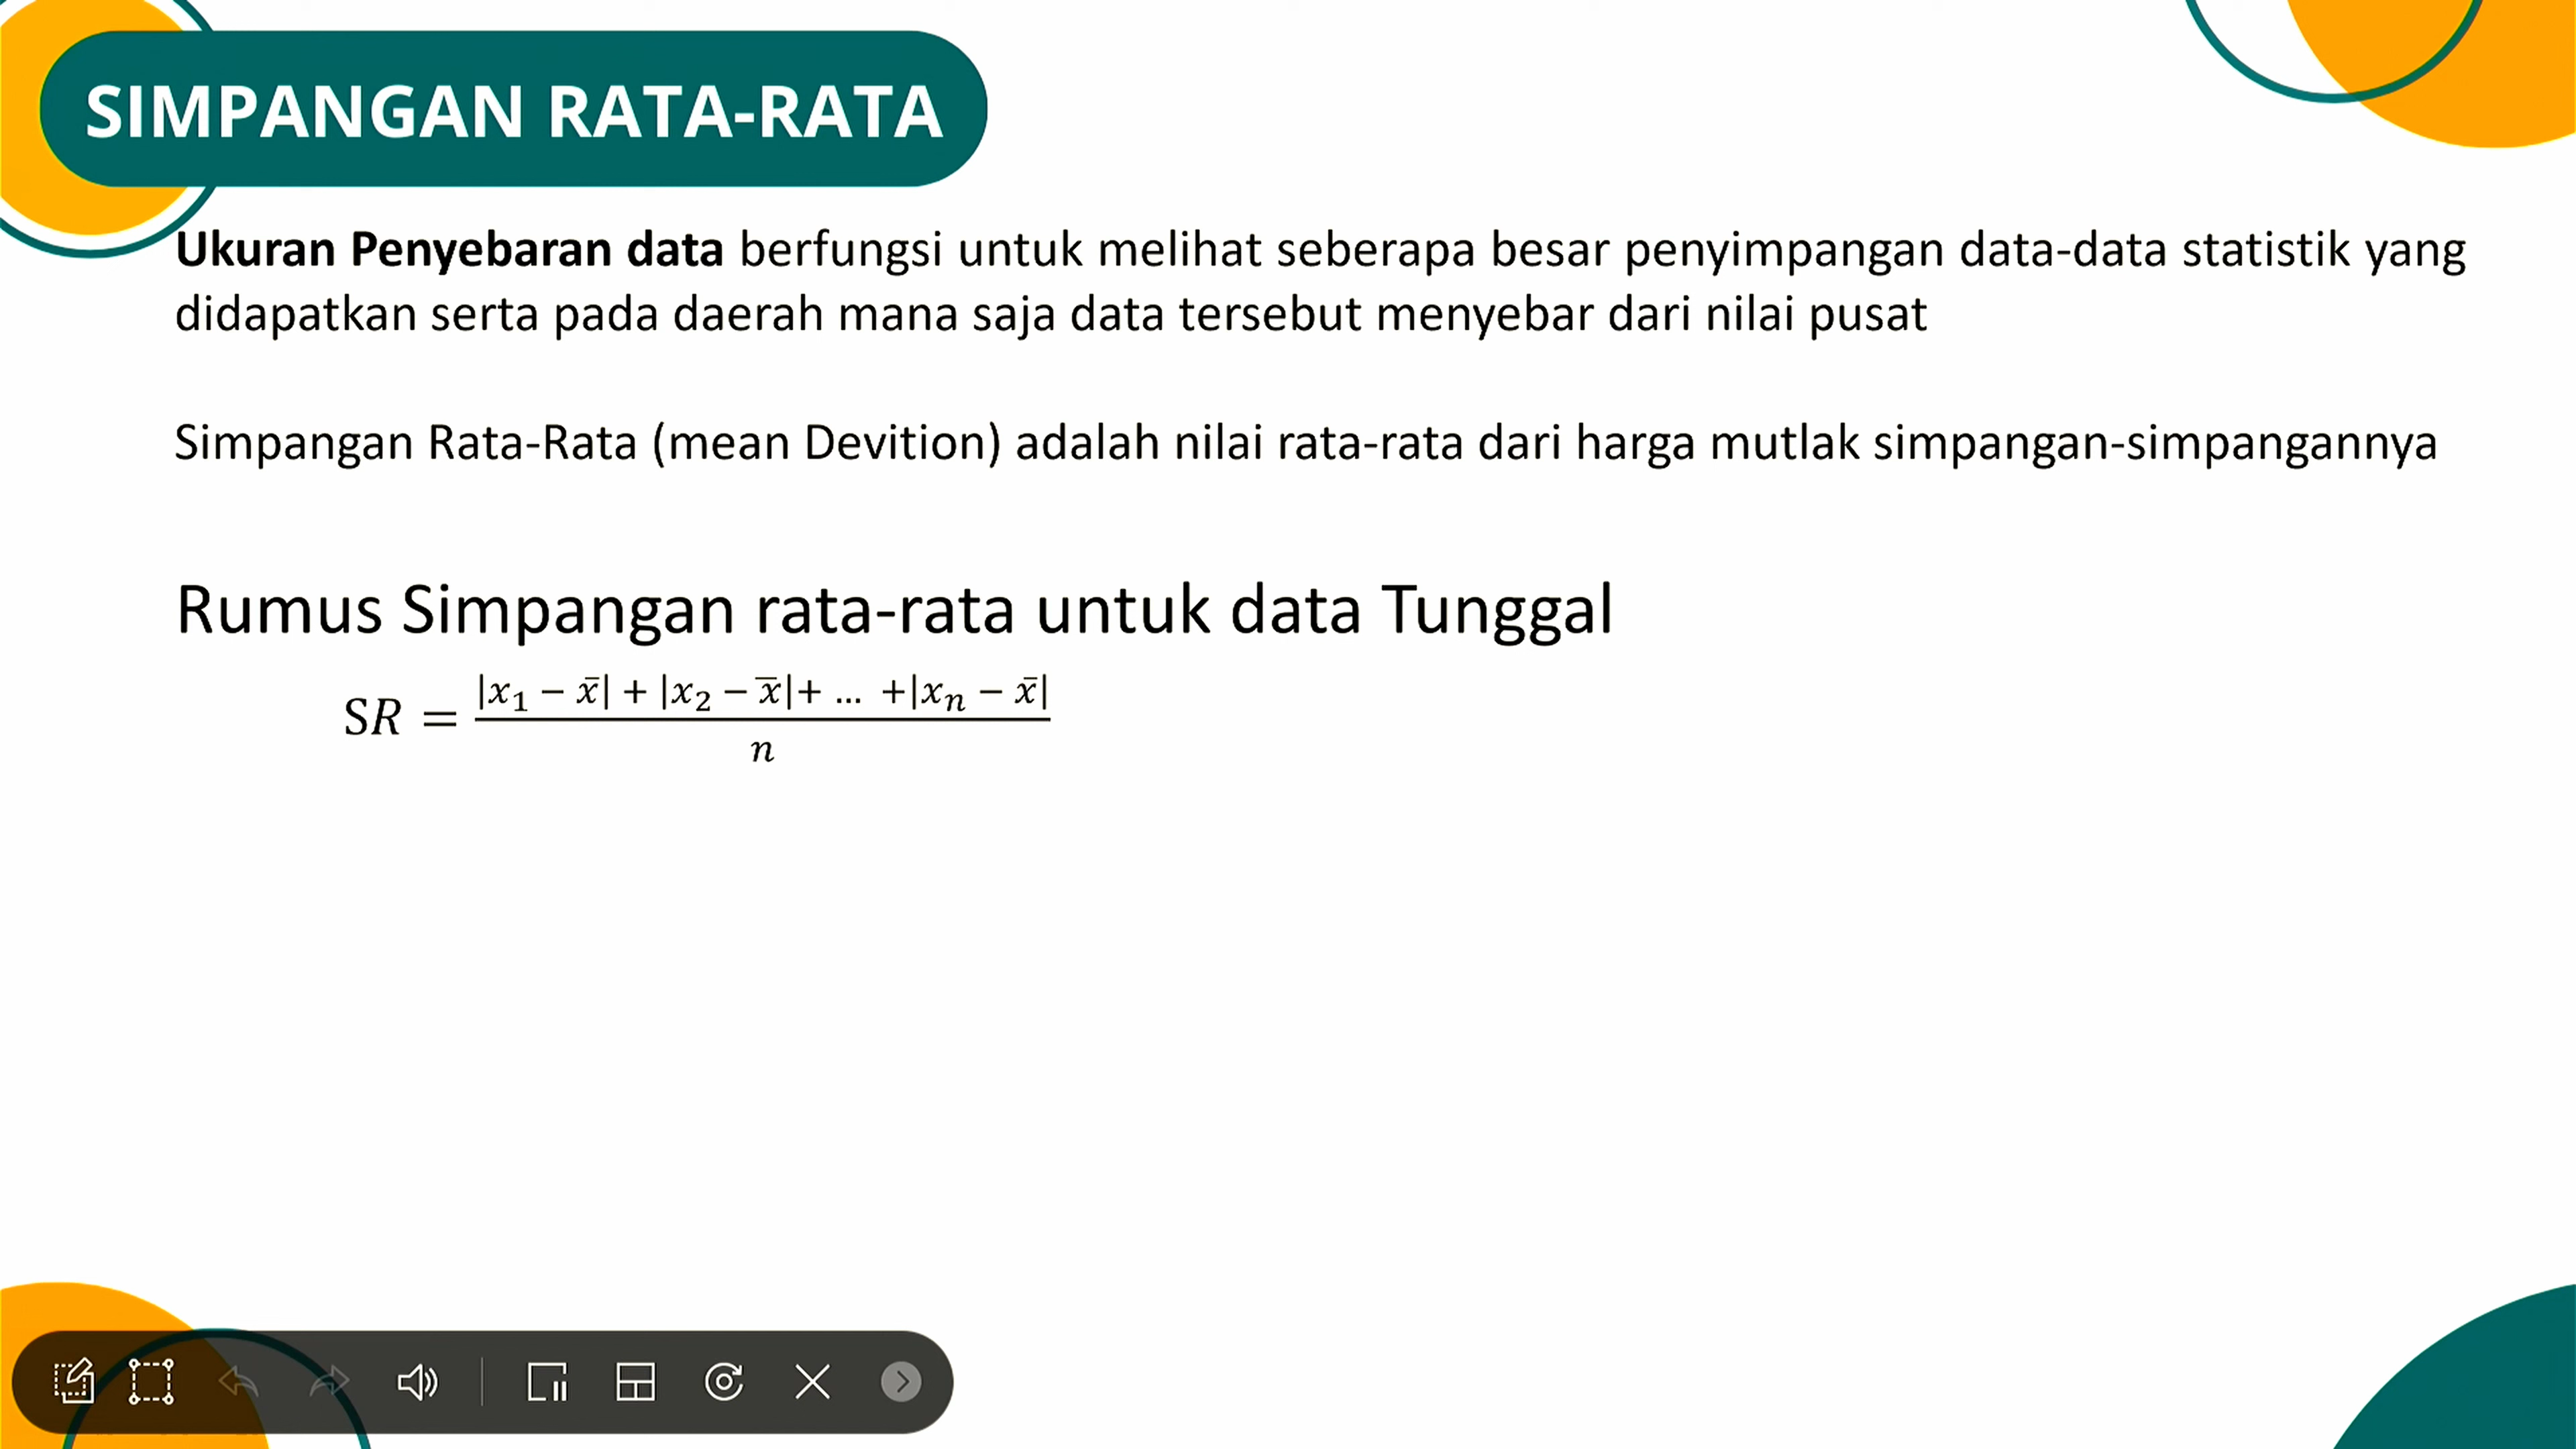 SIMPANGAN RATA-RATA
Ukuran Penyebaran data berfungsi untuk melihat seberapa besar penyimpangan data-data statistik yang
didapatkan serta pada daerah mana saja data tersebut menyebar dari nilai pusat
Simpangan Rata-Rata (mean Devition) adalah nilai rata-rata dari harga mutlak simpangan-simpangannya
Rumus Simpangan rata-rata untuk data Tunggal
SR = |x₁ − x̄| + |x₂ − x̄|+ ... +|xₙ − x̄|
n